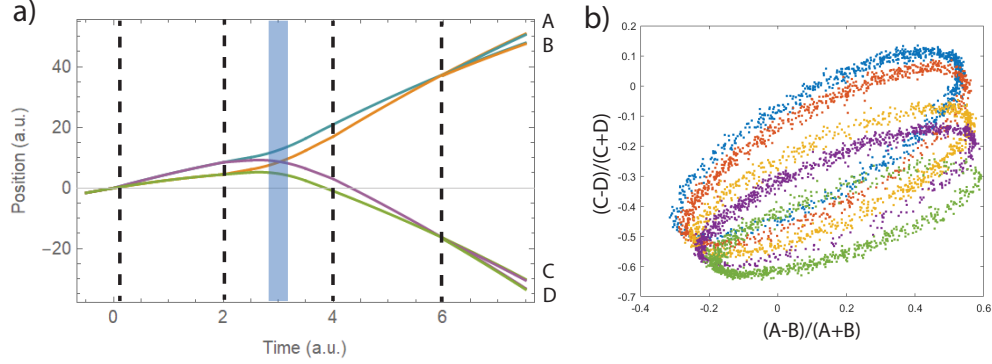 a)
Position (a.u.)
40
20
0
−20
0
2
4
6
Time (a.u.)
A
B
C
D
b)
(C-D)/(C+D)
0.2
0.1
0
-0.1
-0.2
-0.3
-0.4
-0.5
-0.6
-0.7
-0.4
-0.2
0
0.2
0.4
0.6
(A-B)/(A+B)